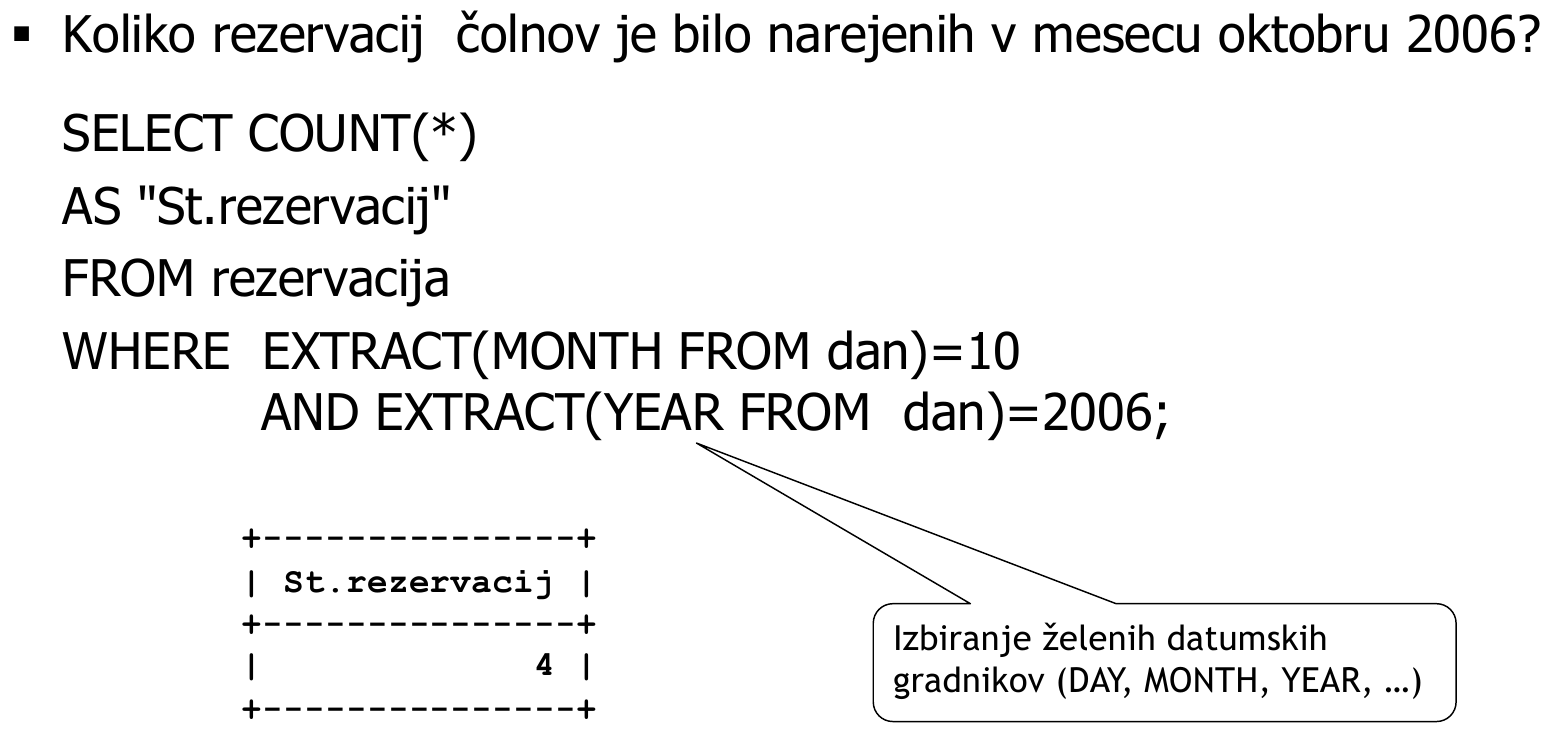 ▪ Koliko rezervacij  čolnov je bilo narejenih v mesecu oktobru 2006?
SELECT COUNT(*)
AS "St.rezervacij"
FROM rezervacija
WHERE  EXTRACT(MONTH FROM dan)=10
AND EXTRACT(YEAR FROM  dan)=2006;
+---------------+
| St.rezervacij |
+---------------+
|             4 |
+---------------+
Izbiranje želenih datumskih
gradnikov (DAY, MONTH, YEAR, …)